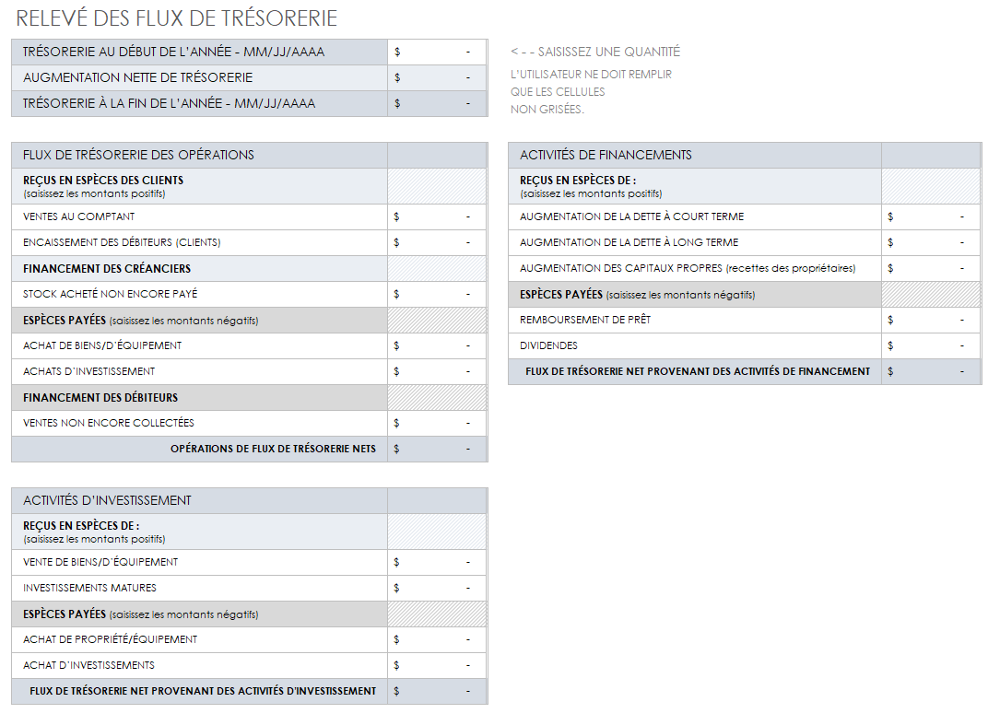 RELEVÉ DES FLUX DE TRÉSORERIE
TRÉSORERIE AU DÉBUT DE L'ANNÉE - MM/JJ/AAAA $ -
AUGMENTATION NETTE DE TRÉSORERIE $ -
TRÉSORERIE À LA FIN DE L'ANNÉE - MM/JJ/AAAA $ -
< - - SAISISSEZ UNE QUANTITÉ
L'UTILISATEUR NE DOIT REMPLIR
QUE LES CELLULES
NON GRISÉES.
FLUX DE TRÉSORERIE DES OPÉRATIONS
REÇUS EN ESPÈCES DES CLIENTS
(saisissez les montants positifs)
VENTES AU COMPTANT $ -
ENCAISSEMENT DES DÉBITEURS (CLIENTS) $ -
FINANCEMENT DES CRÉANCIERS
STOCK ACHETÉ NON ENCORE PAYÉ $ -
ESPÈCES PAYÉES (saisissez les montants négatifs)
ACHAT DE BIENS/D'ÉQUIPEMENT $ -
ACHATS D'INVESTISSEMENT $ -
FINANCEMENT DES DÉBITEURS
VENTES NON ENCORE COLLECTÉES $ -
OPÉRATIONS DE FLUX DE TRÉSORERIE NETS $ -
ACTIVITÉS DE FINANCEMENTS
REÇUS EN ESPÈCES DE :
(saisissez les montants positifs)
AUGMENTATION DE LA DETTE À COURT TERME $ -
AUGMENTATION DE LA DETTE À LONG TERME $ -
AUGMENTATION DES CAPITAUX PROPRES (recettes des propriétaires) $ -
ESPÈCES PAYÉES (saisissez les montants négatifs)
REMBOURSEMENT DE PRÊT $ -
DIVIDENDES $ -
FLUX DE TRÉSORERIE NET PROVENANT DES ACTIVITÉS DE FINANCEMENT $ -
ACTIVITÉS D'INVESTISSEMENT
REÇUS EN ESPÈCES DE :
(saisissez les montants positifs)
VENTE DE BIENS/D'ÉQUIPEMENT $ -
INVESTISSEMENTS MATURES $ -
ESPÈCES PAYÉES (saisissez les montants négatifs)
ACHAT DE PROPRIÉTÉ/ÉQUIPEMENT $ -
ACHAT D'INVESTISSEMENTS $ -
FLUX DE TRÉSORERIE NET PROVENANT DES ACTIVITÉS D'INVESTISSEMENT $ -